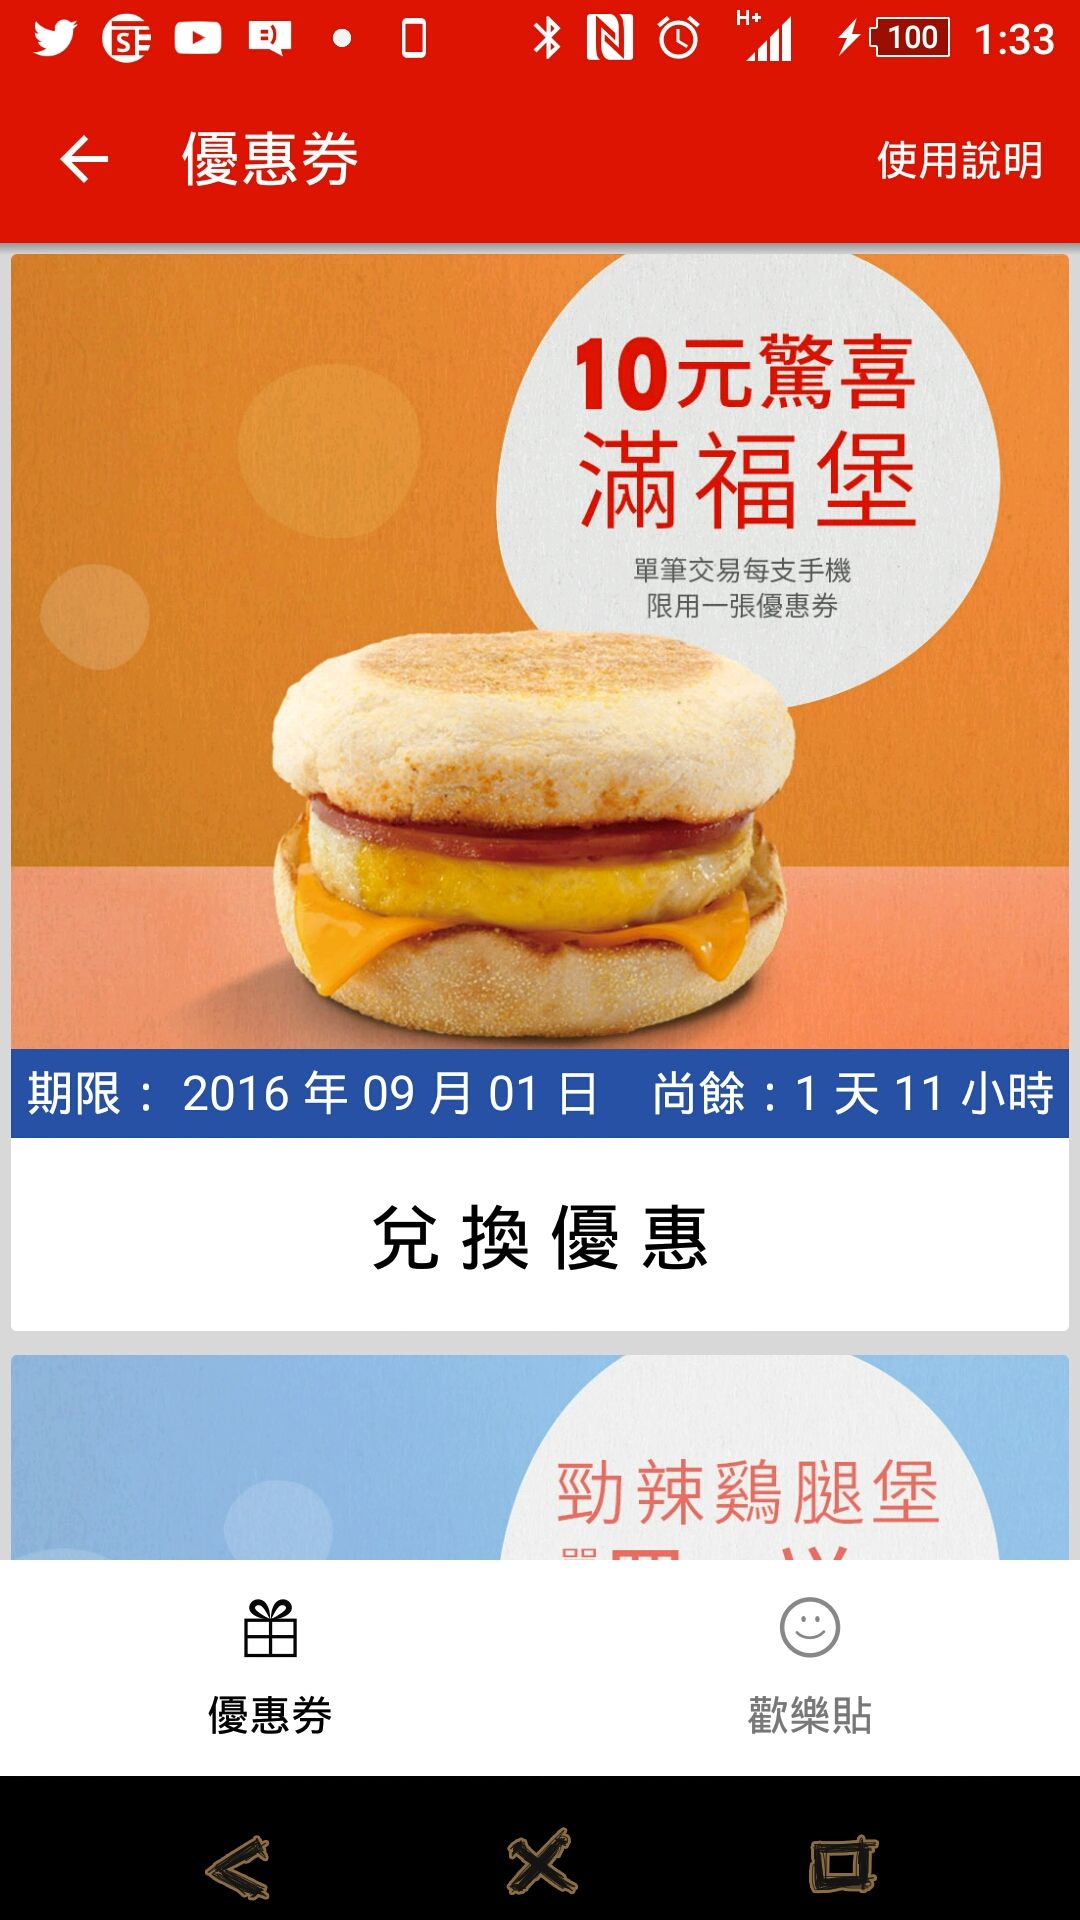 H+
100
1:33
優惠券
使用說明
10元驚喜
滿福堡
單筆交易每支手機
限用一張優惠券
期限： 2016 年 09 月 01 日 尚餘：1 天 11 小時
兌換優惠
勁辣鷄腿堡
優惠券
歡樂貼